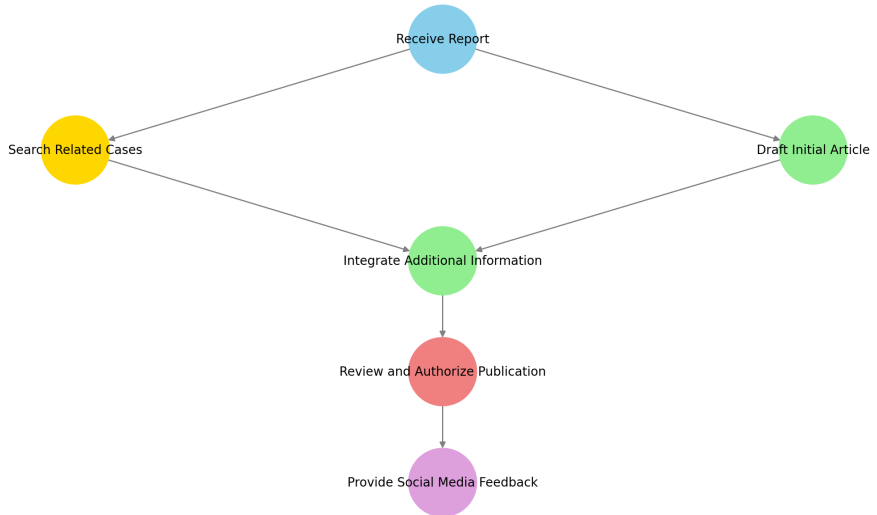 Receive Report
Search Related Cases
Draft Initial Article
Integrate Additional Information
Review and Authorize Publication
Provide Social Media Feedback